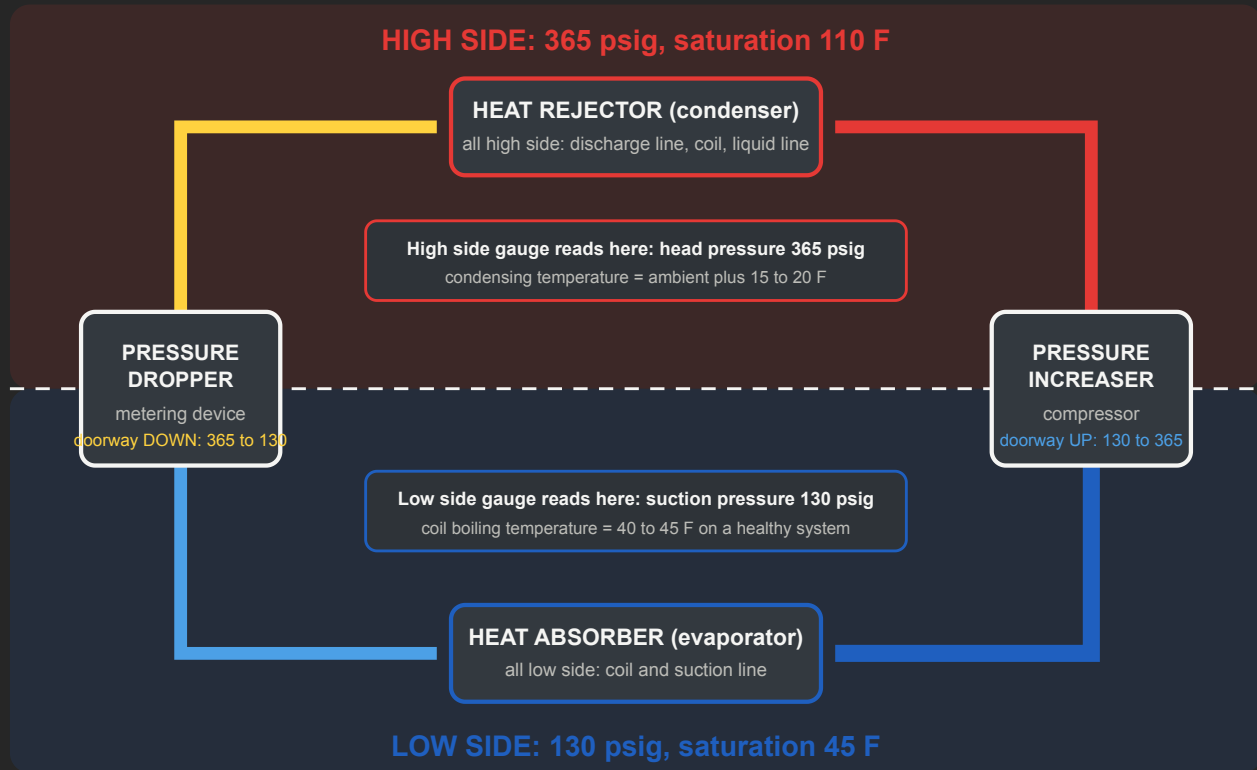 HIGH SIDE: 365 psig, saturation 110 F
HEAT REJECTOR (condenser)
all high side: discharge line, coil, liquid line
High side gauge reads here: head pressure 365 psig
condensing temperature = ambient plus 15 to 20 F
PRESSURE
DROPPER
metering device
doorway DOWN: 365 to 130
PRESSURE
INCREASER
compressor
doorway UP: 130 to 365
Low side gauge reads here: suction pressure 130 psig
coil boiling temperature = 40 to 45 F on a healthy system
HEAT ABSORBER (evaporator)
all low side: coil and suction line
LOW SIDE: 130 psig, saturation 45 F